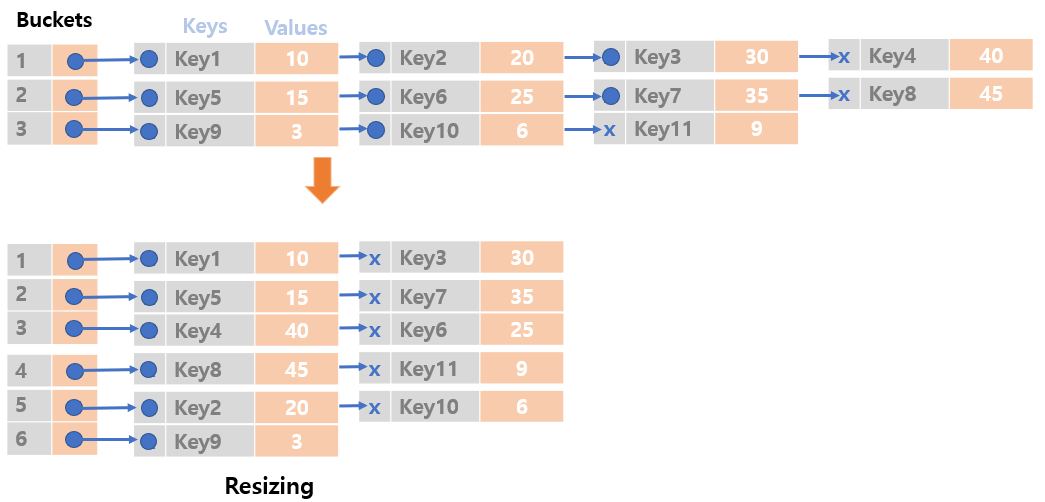 Buckets
Keys Values
1 Key1 10 Key2 20 Key3 30 x Key4 40
2 Key5 15 Key6 25 Key7 35 x Key8 45
3 Key9 3 Key10 6 x Key11 9
1 Key1 10 x Key3 30
2 Key5 15 x Key7 35
3 Key4 40 x Key6 25
4 Key8 45 x Key11 9
5 Key2 20 x Key10 6
6 Key9 3
Resizing